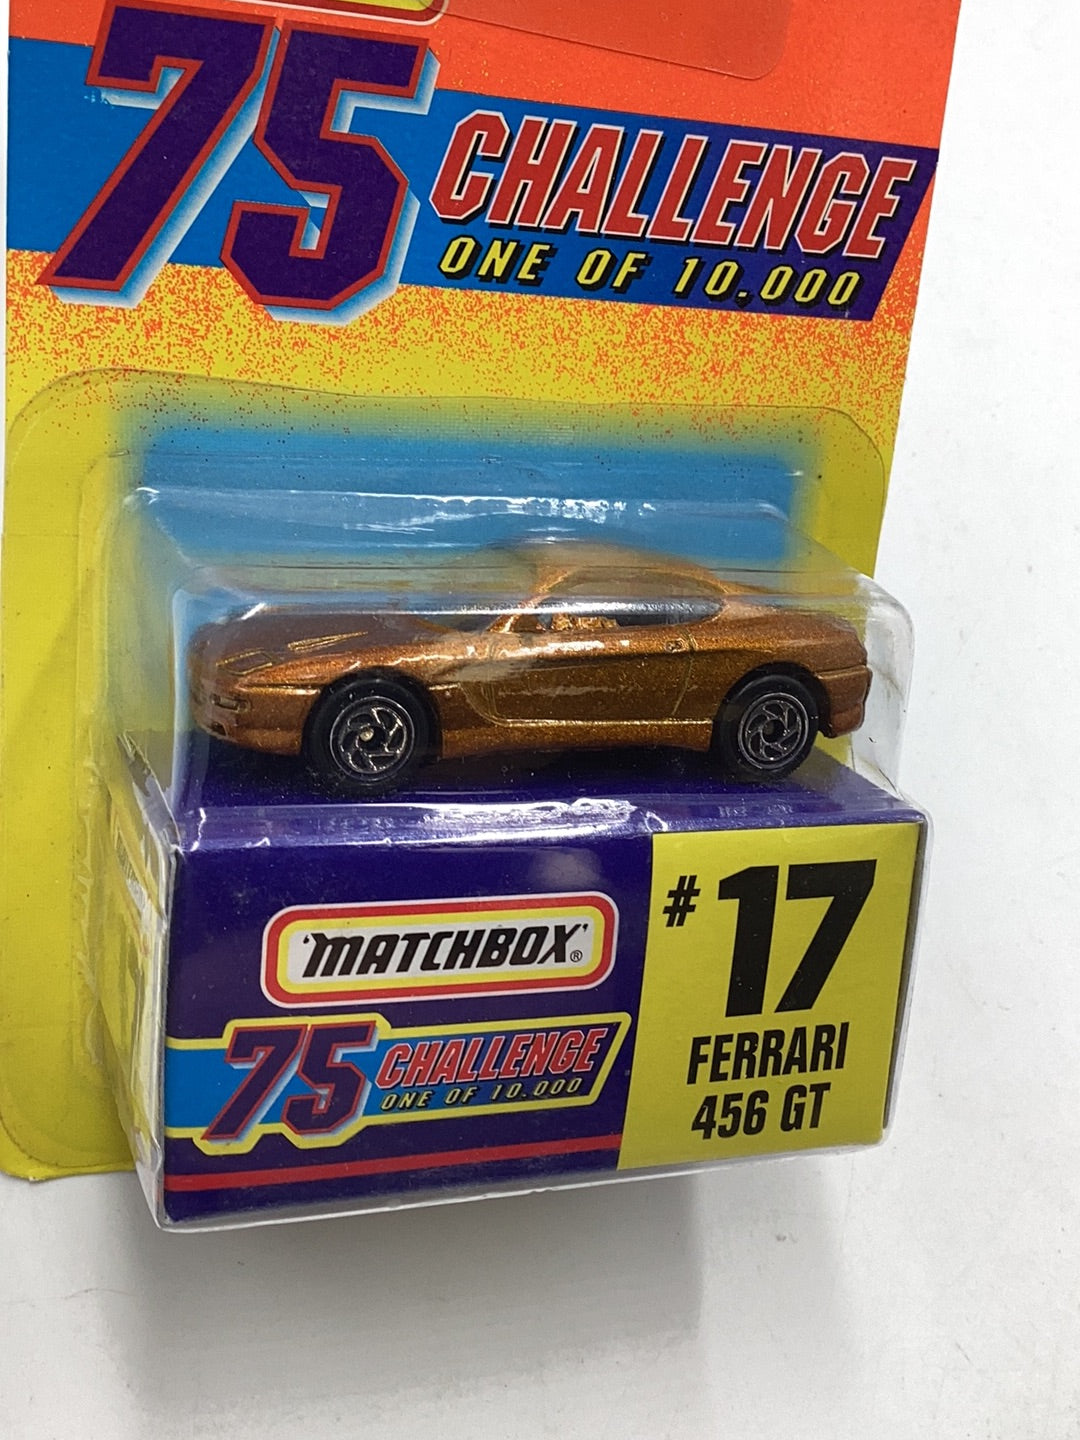 75
CHALLENGE
ONE OF 10.000
'MATCHBOX'®
75
CHALLENGE
ONE OF 10.000
#17
FERRARI
456 GT